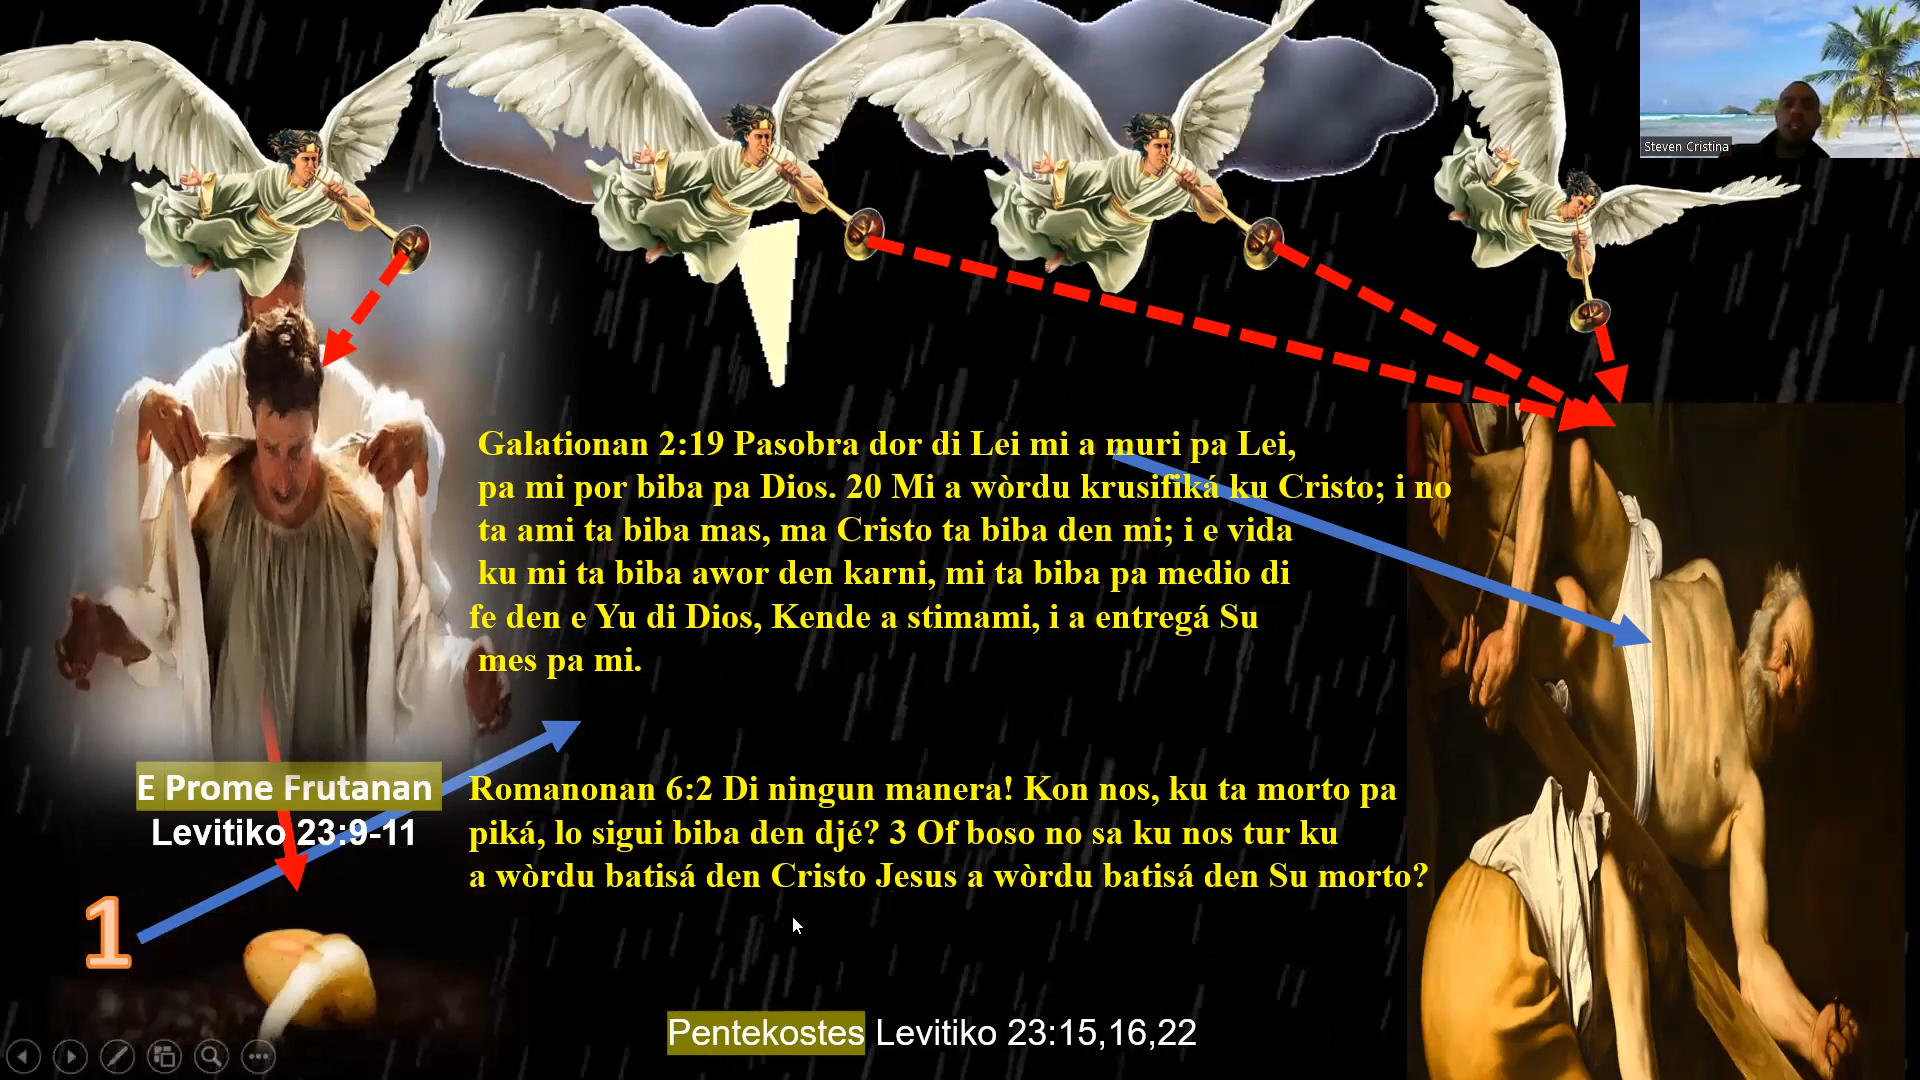 Steven Cristina
Galationan 2:19 Pasobra dor di Lei mi a muri pa Lei,
pa mi por biba pa Dios. 20 Mi a wòrdu krusifiká ku Cristo; i no
ta ami ta biba mas, ma Cristo ta biba den mi; i e vida
ku mi ta biba awor den karni, mi ta biba pa medio di
fe den e Yu di Dios, Kende a stimami, i a entregá Su
mes pa mi.
E Prome Frutanan
Levitiko 23:9-11
Romanonan 6:2 Di ningun manera! Kon nos, ku ta morto pa
piká, lo sigui biba den djé? 3 Of boso no sa ku nos tur ku
a wòrdu batisá den Cristo Jesus a wòrdu batisá den Su morto?
1
Pentekostes Levitiko 23:15,16,22